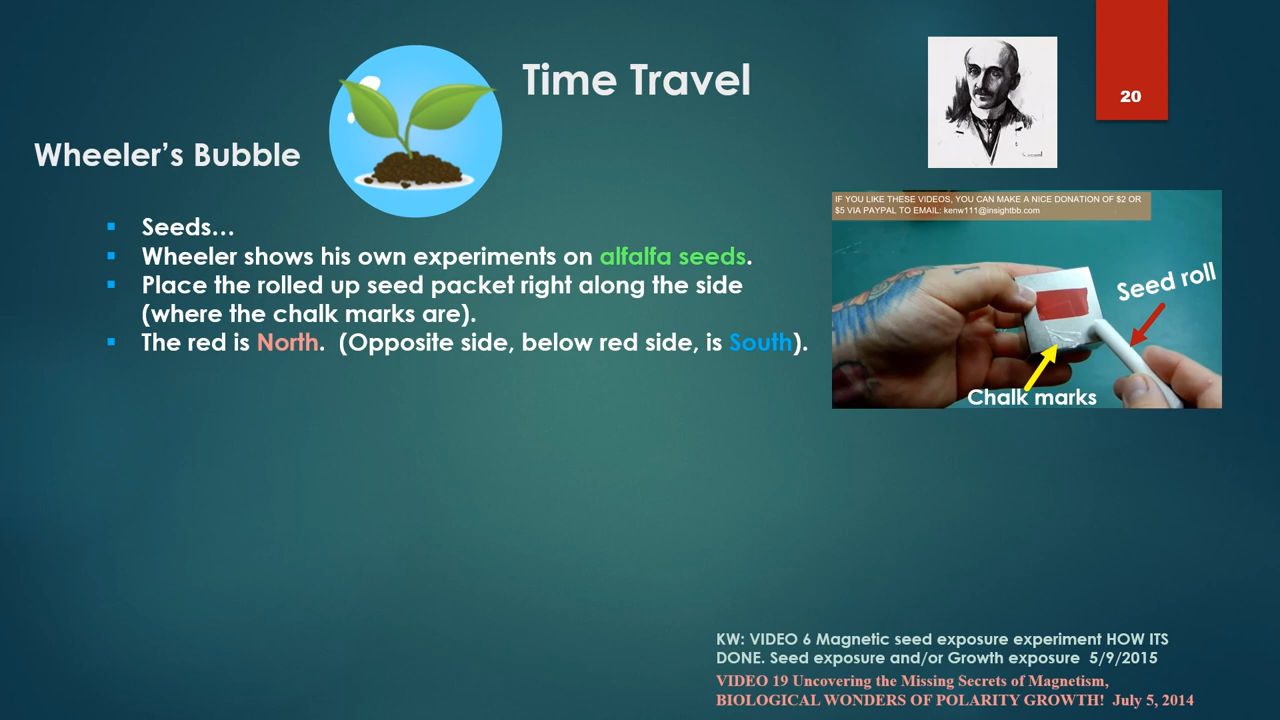 Time Travel
20
Wheeler's Bubble
Seeds…
Wheeler shows his own experiments on alfalfa seeds.
Place the rolled up seed packet right along the side
(where the chalk marks are).
The red is North. (Opposite side, below red side, is South).
IF YOU LIKE THESE VIDEOS, YOU CAN MAKE A NICE DONATION OF $2 OR
$5 VIA PAYPAL TO EMAIL: kenw111@insightbb.com
Seed roll
Chalk marks
KW: VIDEO 6 Magnetic seed exposure experiment HOW ITS
DONE. Seed exposure and/or Growth exposure 5/9/2015
VIDEO 19 Uncovering the Missing Secrets of Magnetism,
BIOLOGICAL WONDERS OF POLARITY GROWTH! July 5, 2014